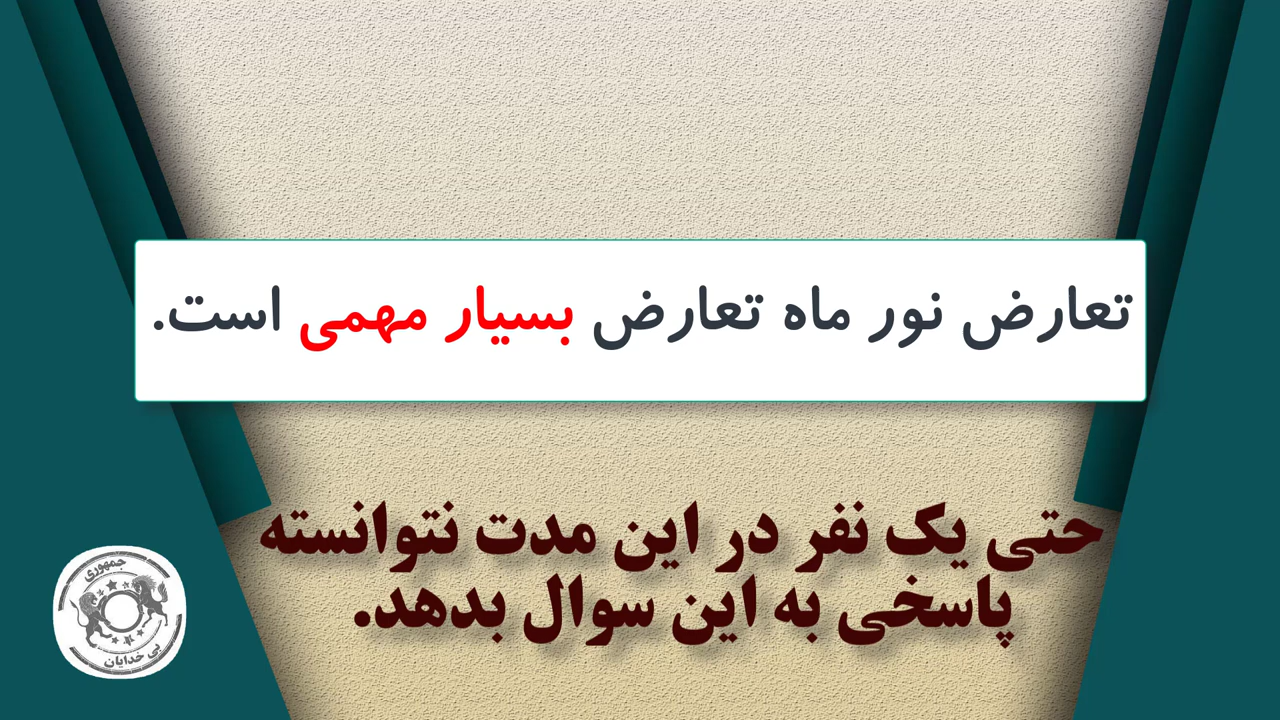 تعارض نور ماه تعارض بسیار مهمی است.
حتی یک نفر در این مدت نتوانسته
پاسخی به این سوال بدهد.
جمهوری
بی خدایان